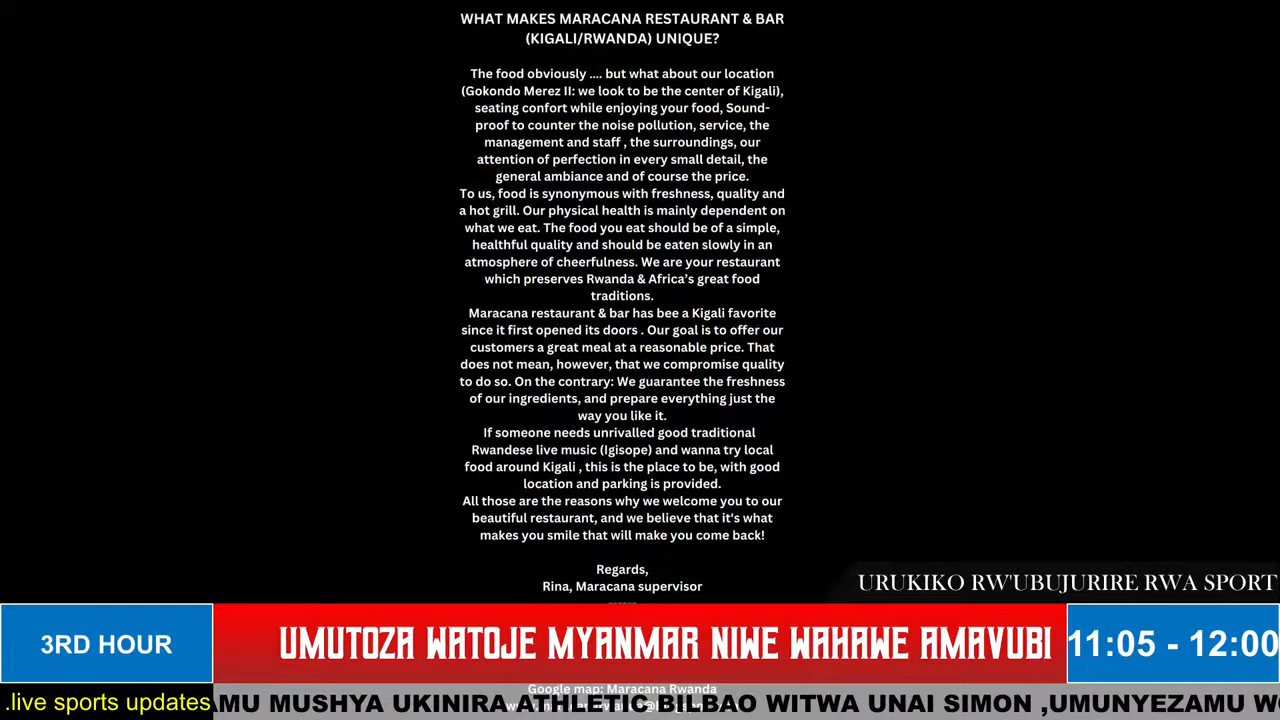 WHAT MAKES MARACANA RESTAURANT & BAR
(KIGALI/RWANDA) UNIQUE?
The food obviously .... but what about our location
(Gokondo Merez II: we look to be the center of Kigali),
seating confort while enjoying your food, Sound-
proof to counter the noise pollution, service, the
management and staff , the surroundings, our
attention of perfection in every small detail, the
general ambiance and of course the price.
To us, food is synonymous with freshness, quality and
a hot grill. Our physical health is mainly dependent on
what we eat. The food you eat should be of a simple,
healthful quality and should be eaten slowly in an
atmosphere of cheerfulness. We are your restaurant
which preserves Rwanda & Africa's great food
traditions.
Maracana restaurant & bar has bee a Kigali favorite
since it first opened its doors . Our goal is to offer our
customers a great meal at a reasonable price. That
does not mean, however, that we compromise quality
to do so. On the contrary: We guarantee the freshness
of our ingredients, and prepare everything just the
way you like it.
If someone needs unrivalled good traditional
Rwandese live music (Igisope) and wanna try local
food around Kigali , this is the place to be, with good
location and parking is provided.
All those are the reasons why we welcome you to our
beautiful restaurant, and we believe that it's what
makes you smile that will make you come back!
Regards,
Rina, Maracana supervisor
URUKIKO RW'UBUJURIRE RWA SPORT
3RD HOUR
UMUTOZA WATOJE MYANMAR NIWE WAHAWE AMAVUBI
11:05 - 12:00
Google map: Maracana Rwanda
.live sports updates
AMU MUSHYA UKINIRA ATHLETIC BILBAO WITWA UNAI SIMON ,UMUNYEZAMU W